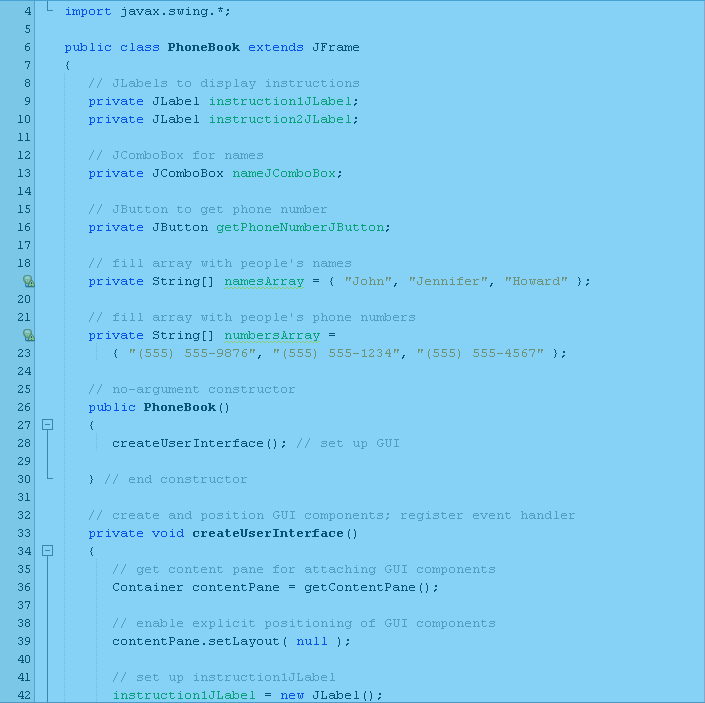 4 import javax.swing.*;
5
6 public class PhoneBook extends JFrame
7 {
8 // JLabels to display instructions
9 private JLabel instruction1JLabel;
10 private JLabel instruction2JLabel;
11
12 // JComboBox for names
13 private JComboBox nameJComboBox;
14
15 // JButton to get phone number
16 private JButton getPhoneNumberJButton;
17
18 // fill array with people's names
private String[] namesArray = { "John", "Jennifer", "Howard" };
20
21 // fill array with people's phone numbers
private String[] numbersArray =
23 { "(555) 555-9876", "(555) 555-1234", "(555) 555-4567" };
24
25 // no-argument constructor
26 public PhoneBook()
27 {
28 createUserInterface(); // set up GUI
29
30 } // end constructor
31
32 // create and position GUI components; register event handler
33 private void createUserInterface()
34 {
35 // get content pane for attaching GUI components
36 Container contentPane = getContentPane();
37
38 // enable explicit positioning of GUI components
39 contentPane.setLayout( null );
40
41 // set up instruction1JLabel
42 instruction1JLabel = new JLabel();